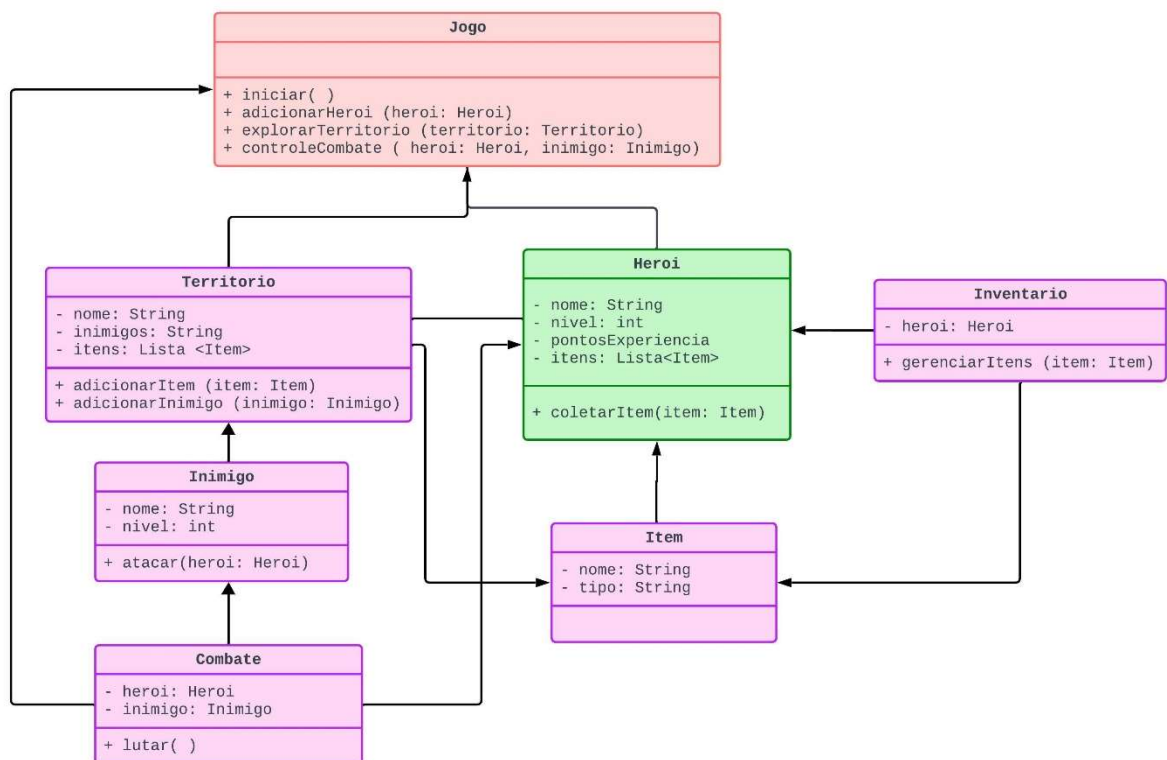 Jogo
+ iniciar( )
+ adicionarHeroi (heroi: Heroi)
+ explorarTerritorio (territorio: Territorio)
+ controleCombate ( heroi: Heroi, inimigo: Inimigo)
Territorio
- nome: String
- inimigos: String
- itens: Lista <Item>
+ adicionarItem (item: Item)
+ adicionarInimigo (inimigo: Inimigo)
Heroi
- nome: String
- nivel: int
- pontosExperiencia
- itens: Lista<Item>
+ coletarItem(item: Item)
Inventario
- heroi: Heroi
+ gerenciarItens (item: Item)
Inimigo
- nome: String
- nivel: int
+ atacar(heroi: Heroi)
Item
- nome: String
- tipo: String
Combate
- heroi: Heroi
- inimigo: Inimigo
+ lutar( )